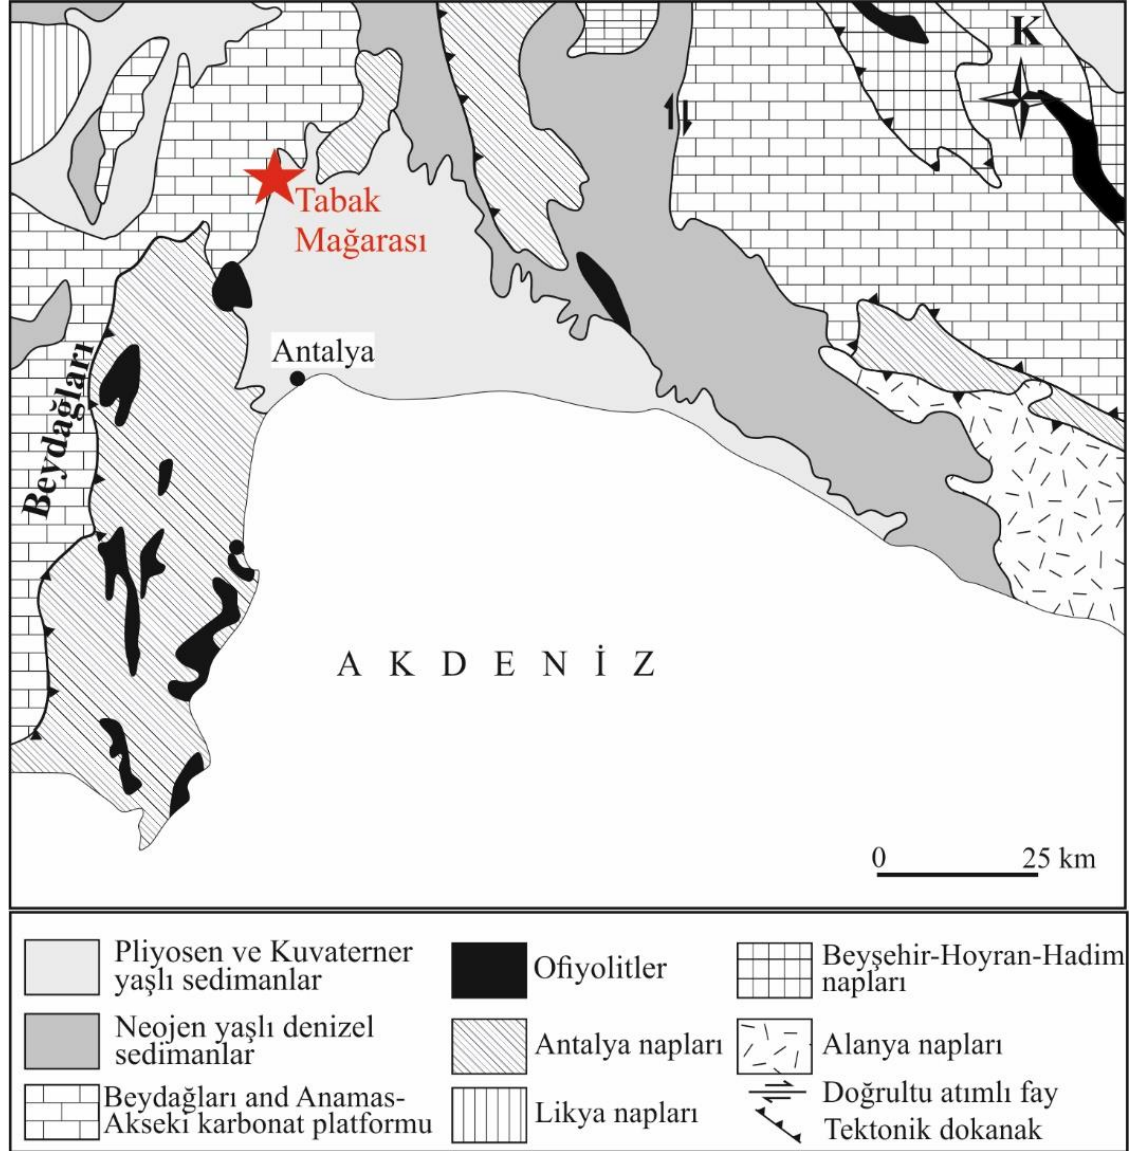 K
Tabak
Mağarası
Antalya
Beydağları
A K D E N İ Z
0 25 km
Pliyosen ve Kuvaterner
yaşlı sedimanlar
Neojen yaşlı denizel
sedimanlar
Beydağları and Anamas-
Akseki karbonat platformu
Ofiyolitler
Antalya napları
Likya napları
Beyşehir-Hoyran-Hadim
napları
Alanya napları
Doğrultu atımlı fay
Tektonik dokanak